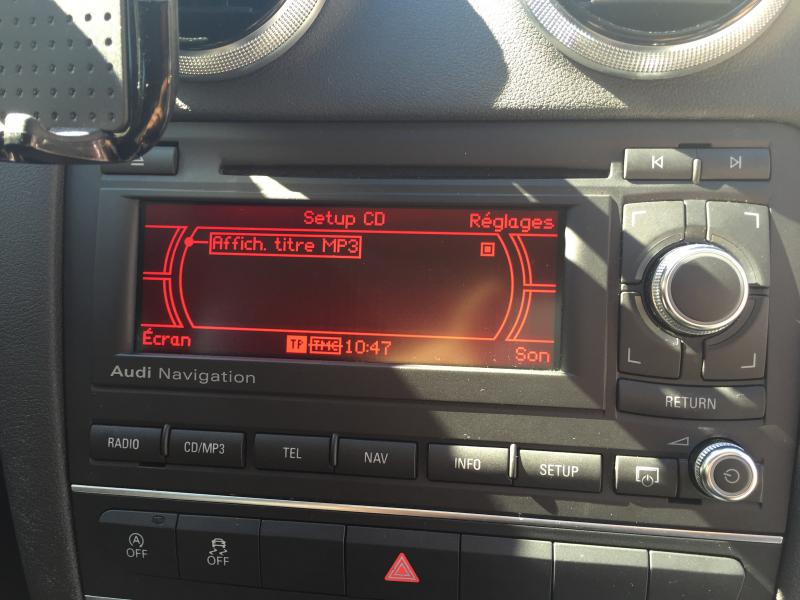 Setup CD
Réglages
Affich. titre MP3
Écran
TP TMC 10:47
Son
Audi Navigation
RETURN
RADIO
CD/MP3
TEL
NAV
INFO
SETUP
A OFF
OFF